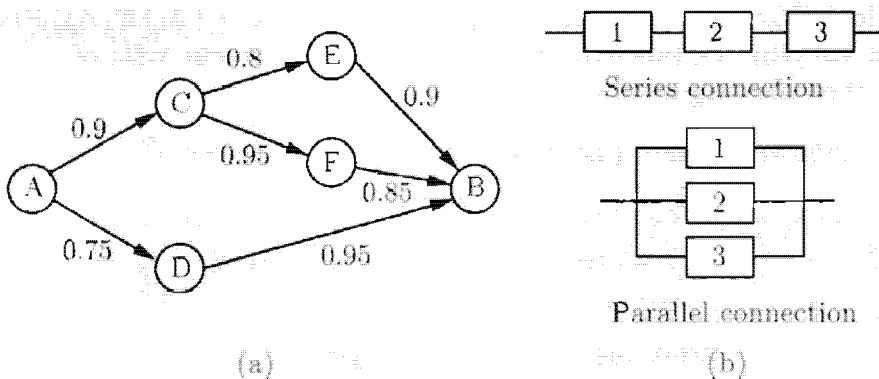 A
0.9
C
0.8
E
0.9
0.95
F
0.85
B
0.75
D
0.95
(a)
1 2 3
Series connection
1
2
3
Parallel connection
(b)